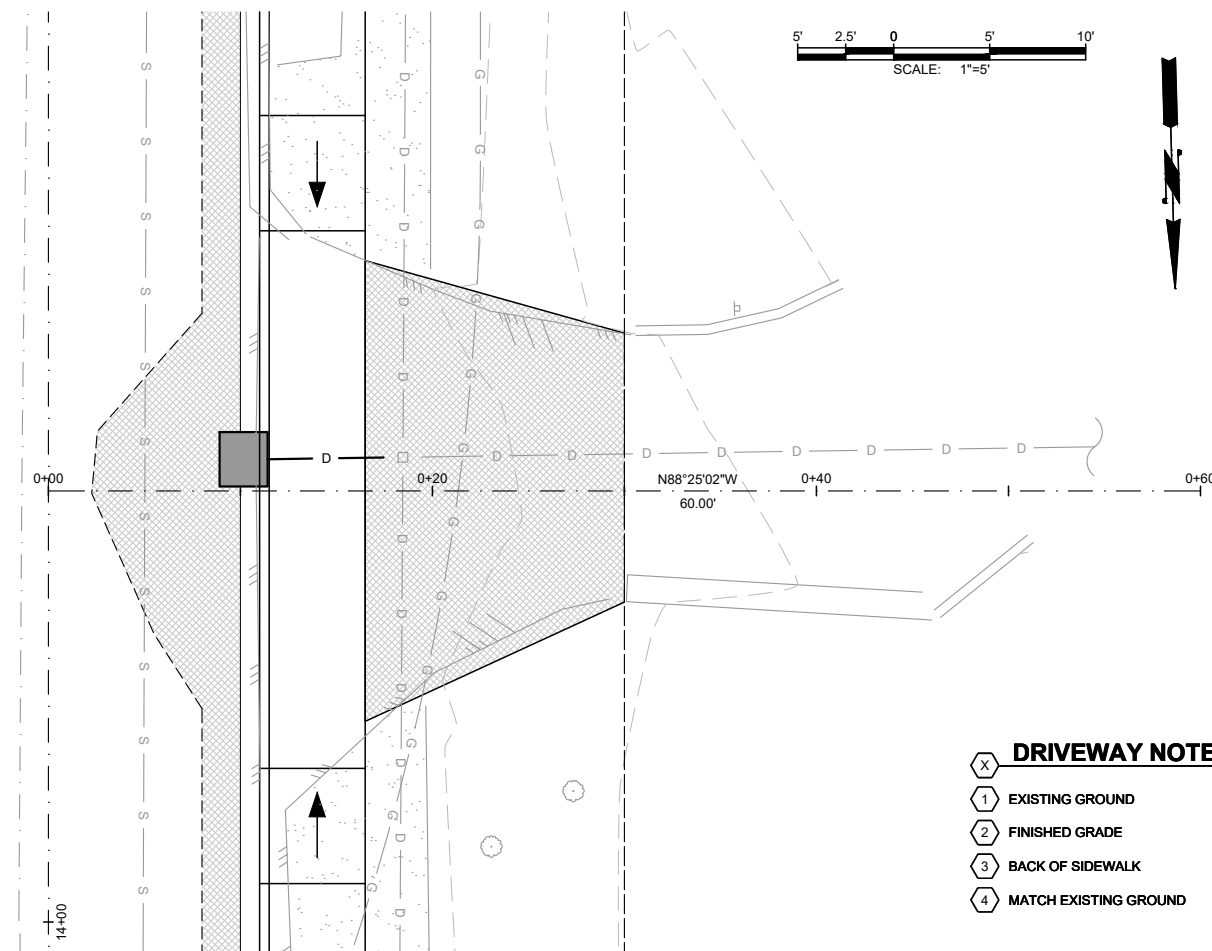 5' 2.5' 0 5' 10'
SCALE: 1"=5'
N
S S S S S S S S S S S S
D D D D D D D D D D D
G G G G G G G G G G G G
D D D D D D D D D
0+00 0+20 N88°25'02"W 0+40 0+60
60.00'
14+00
X DRIVEWAY NOTE
1 EXISTING GROUND
2 FINISHED GRADE
3 BACK OF SIDEWALK
4 MATCH EXISTING GROUND